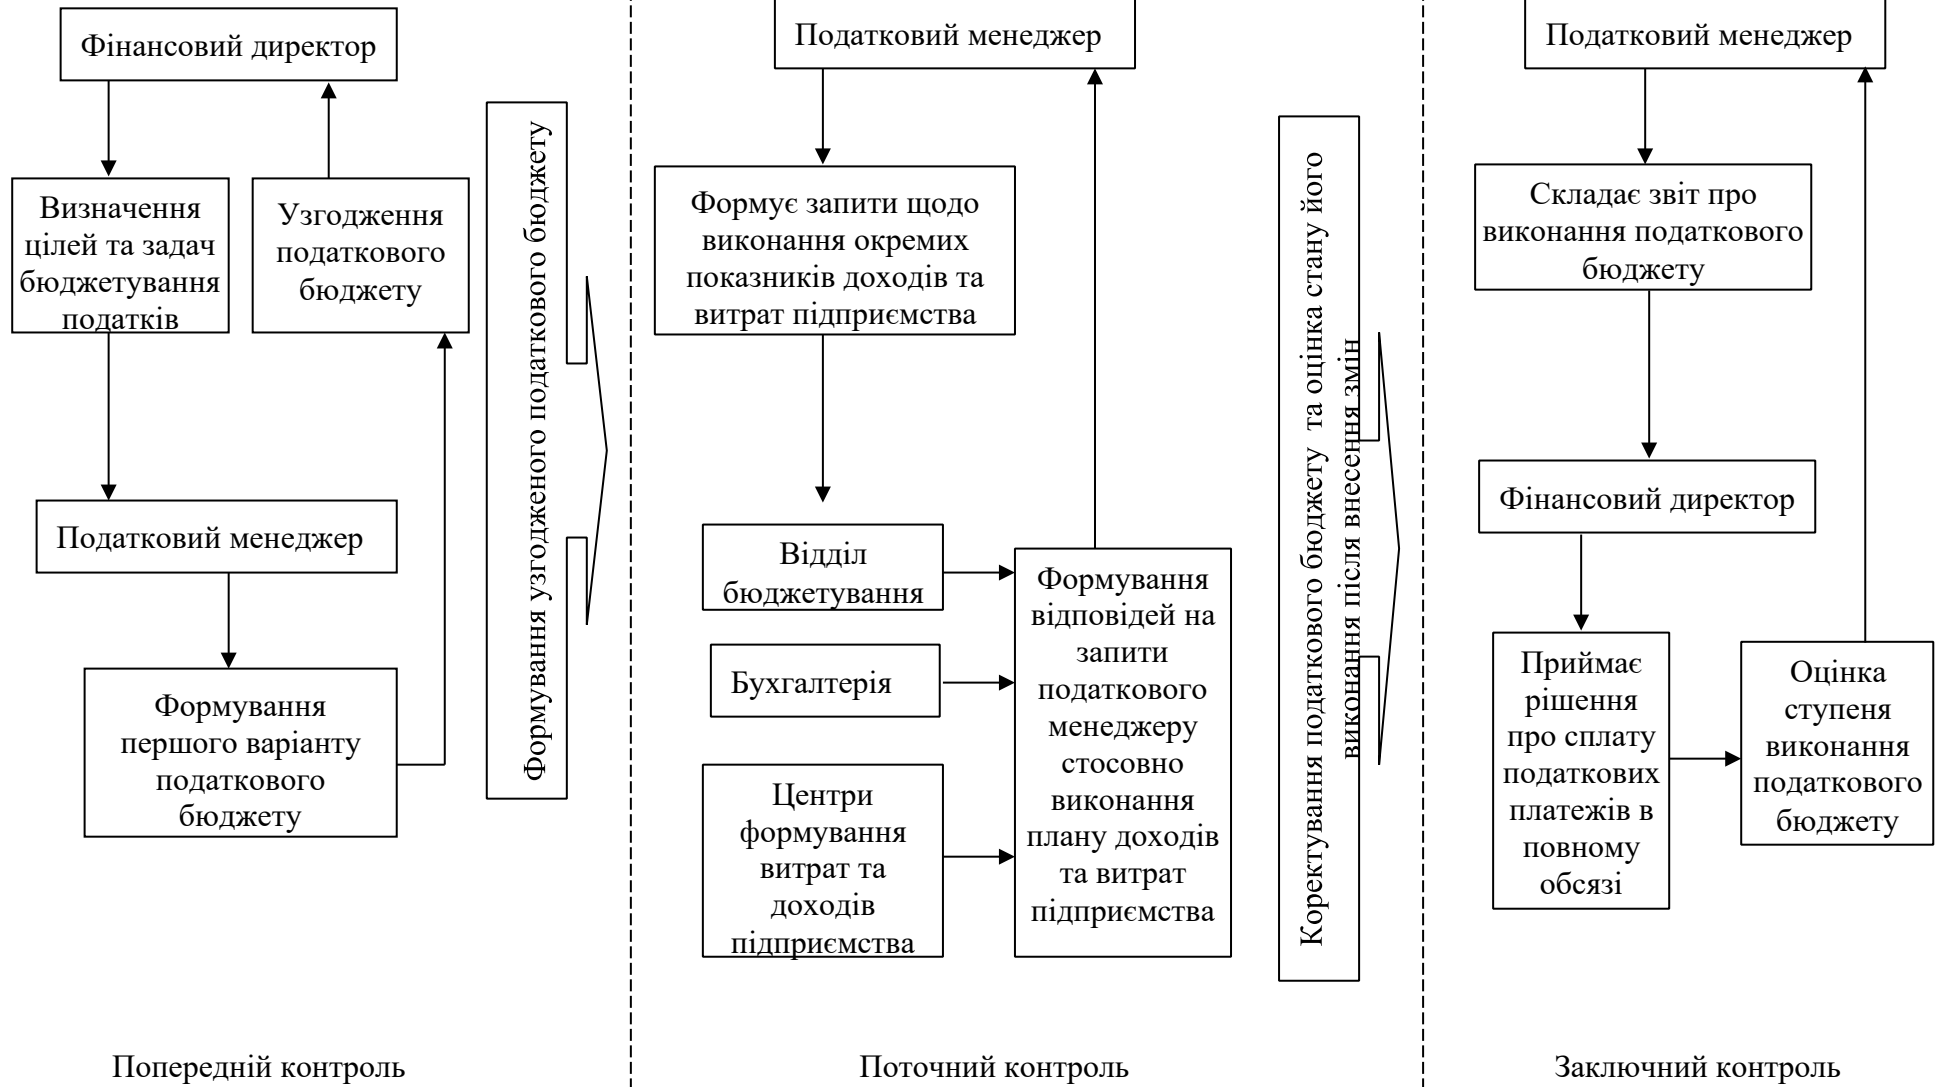 Фінансовий директор
Визначення
цілей та задач
бюджетування
податків
Узгодження
податкового
бюджету
Податковий менеджер
Формування
першого варіанту
податкового
бюджету
Формування узгодженого податкового бюджету
Податковий менеджер
Формує запити щодо
виконання окремих
показників доходів та
витрат підприємства
Відділ
бюджетування
Бухгалтерія
Центри
формування
витрат та
доходів
підприємства
Формування
відповідей на
запити
податкового
менеджеру
стосовно
виконання
плану доходів
та витрат
підприємства
Коректування податкового бюджету та оцінка стану його
виконання після внесення змін
Податковий менеджер
Складає звіт про
виконання податкового
бюджету
Фінансовий директор
Приймає
рішення
про сплату
податкових
платежів в
повному
обсязі
Оцінка
ступеня
виконання
податкового
бюджету
Попередній контроль
Поточний контроль
Заключний контроль